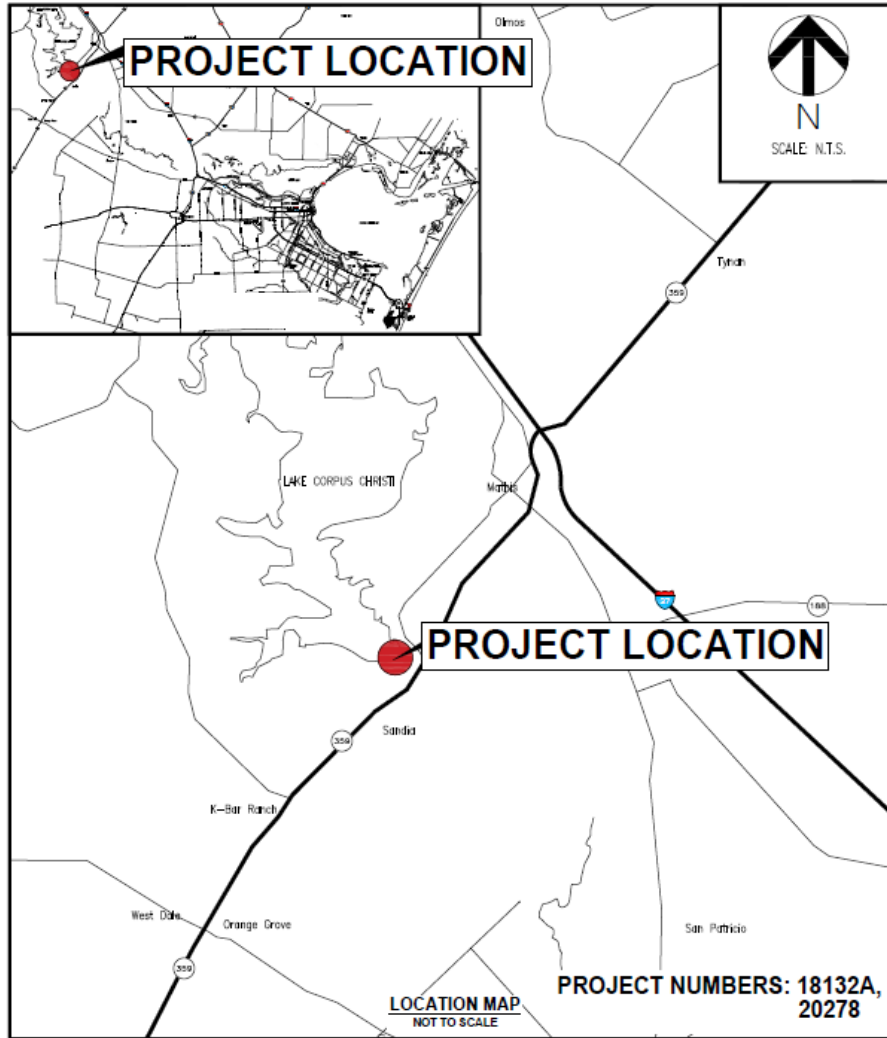 Olmos
PROJECT LOCATION
N
SCALE: N.T.S.
Tynan
359
LAKE CORPUS CHRISTI
Mathis
37
188
PROJECT LOCATION
Sandia
359
K-Bar Ranch
West Dale
Orange Grove
San Patricio
359
LOCATION MAP
NOT TO SCALE
PROJECT NUMBERS: 18132A,
20278